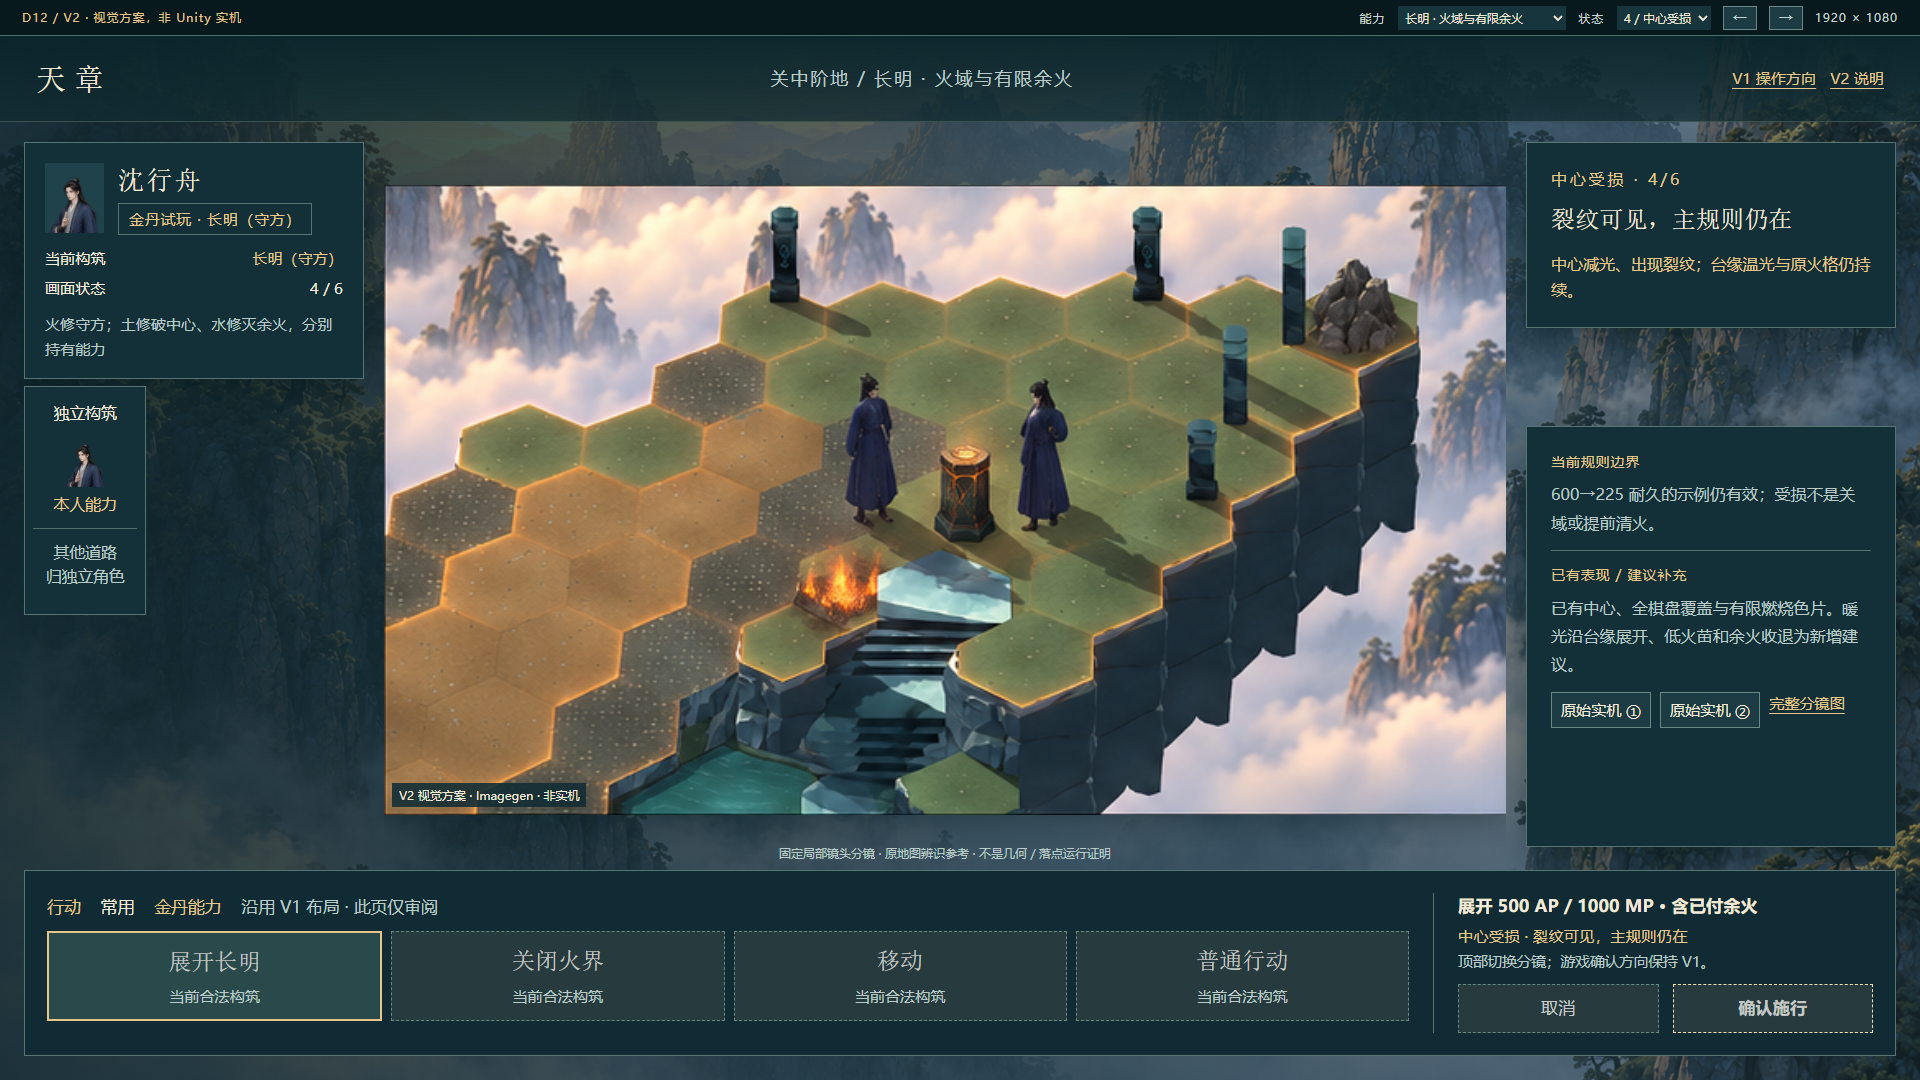 D12 / V2 · 视觉方案，非 Unity 实机
能力 长明 · 火域与有限余火 状态 4 / 中心受损 ← → 1920 × 1080
天章
关中阶地 / 长明 · 火域与有限余火
V1 操作方向 V2 说明
沈行舟
金丹试玩 · 长明（守方）
当前构筑 长明（守方）
画面状态 4 / 6
火修守方；土修破中心、水修灭余火，分别
持有能力
独立构筑
本人能力
其他道路
归独立角色
V2 视觉方案 · Imagegen · 非实机
固定局部镜头分镜 · 原地图辨识参考 · 不是几何 / 落点运行证明
中心受损 · 4/6
裂纹可见，主规则仍在
中心减光、出现裂纹；台缘温光与原火格仍持
续。
当前规则边界
600→225 耐久的示例仍有效；受损不是关
域或提前清火。
已有表现 / 建议补充
已有中心、全棋盘覆盖与有限燃烧色片。暖
光沿台缘展开、低火苗和余火收退为新增建
议。
原始实机 ① 原始实机 ② 完整分镜图
行动 常用 金丹能力 沿用 V1 布局 · 此页仅审阅
展开长明
当前合法构筑
关闭火界
当前合法构筑
移动
当前合法构筑
普通行动
当前合法构筑
展开 500 AP / 1000 MP • 含已付余火
中心受损 · 裂纹可见，主规则仍在
顶部切换分镜；游戏确认方向保持 V1。
取消 确认施行